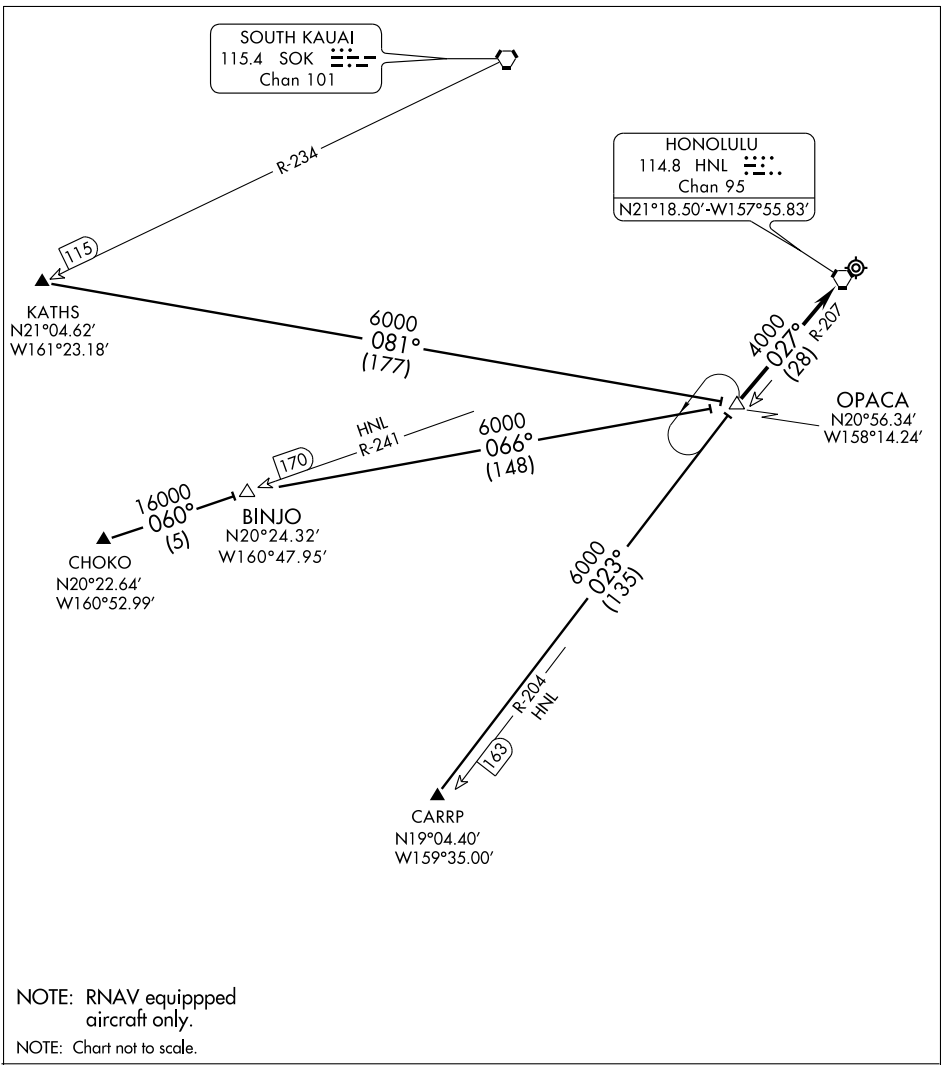 SOUTH KAUAI
115.4 SOK
Chan 101
R-234
HONOLULU
114.8 HNL
Chan 95
N21°18.50′-W157°55.83′
115
KATHS
N21°04.62′
W161°23.18′
6000
081°
(177)
4000
027°
(28)
R-207
OPACA
N20°56.34′
W158°14.24′
HNL
R-241
170
6000
066°
(148)
16000
060°
(5)
BINJO
N20°24.32′
W160°47.95′
CHOKO
N20°22.64′
W160°52.99′
6000
023°
(135)
R-204
HNL
163
CARRP
N19°04.40′
W159°35.00′
NOTE: RNAV equippped
aircraft only.
NOTE: Chart not to scale.